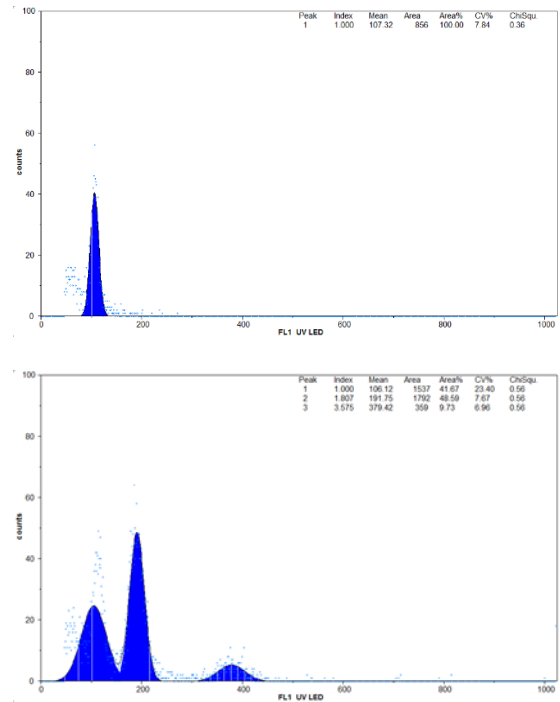 100
Peak Index Mean Area Area% CV% ChiSqu.
1 1.000 107.32 856 100.00 7.84 0.36
80
60
counts
40
20
0
0 200 400 600 800 1000
FL1 UV LED
100
Peak Index Mean Area Area% CV% ChiSqu.
1 1.000 106.12 1537 41.67 23.40 0.56
2 1.807 191.75 1792 48.59 7.67 0.56
3 3.575 379.42 359 9.73 6.96 0.56
80
60
counts
40
20
0
0 200 400 600 800 1000
FL1 UV LED